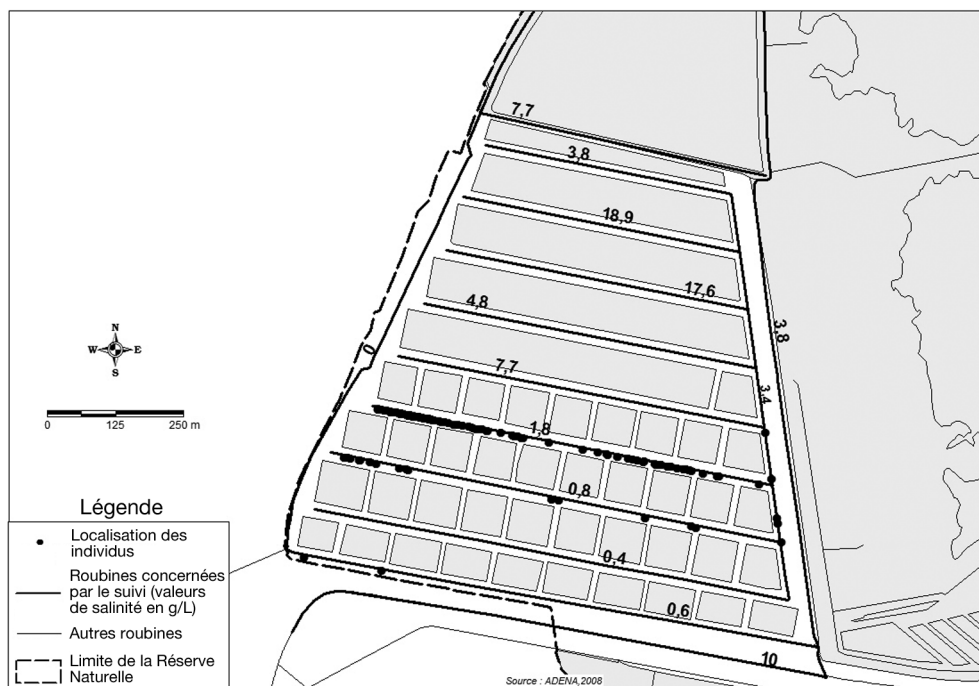 7,7
3,8
18,9
17,6
4,8
3,8
0
7,7
3,4
1,8
0,8
0,4
0,6
10
N
W E
S
0 125 250 m
Légende
Localisation des
individus
Roubines concernées
par le suivi (valeurs
de salinité en g/L)
Autres roubines
Limite de la Réserve
Naturelle
Source : ADENA,2008